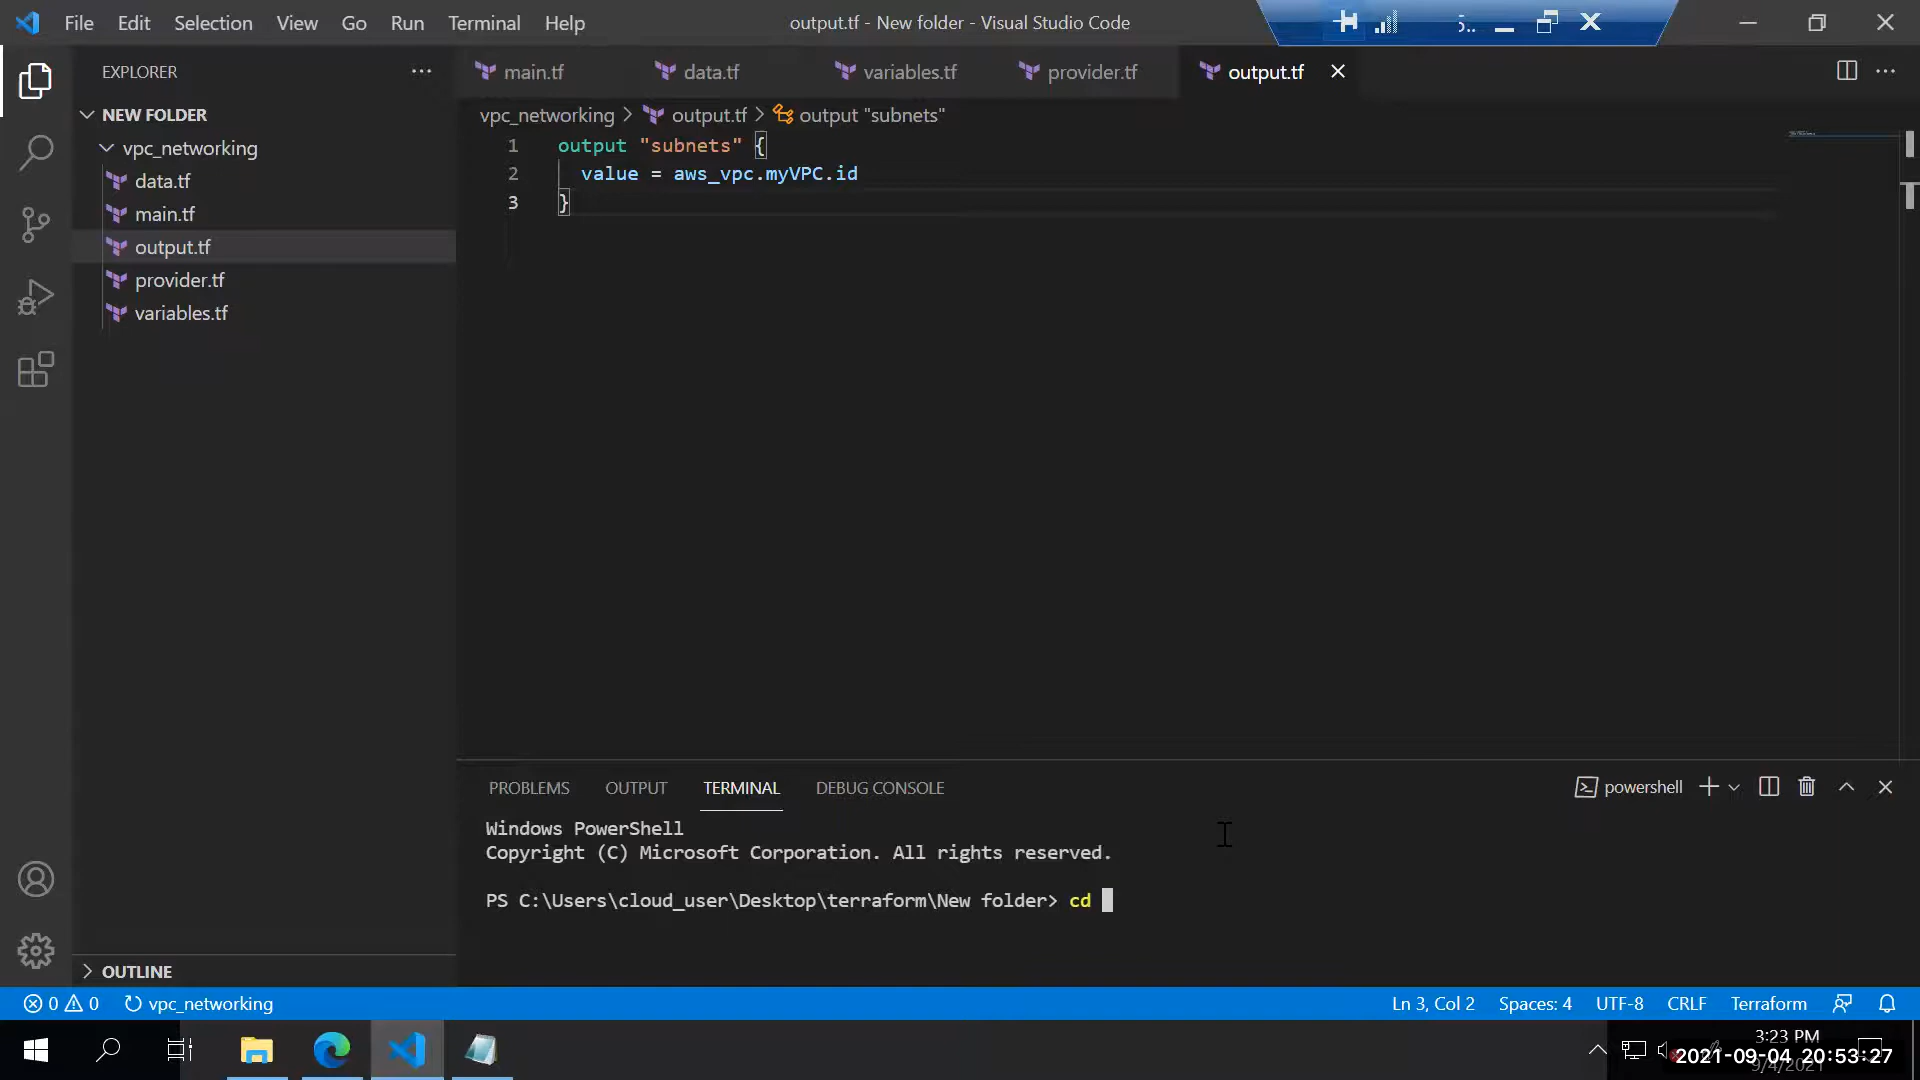 File Edit Selection View Go Run Terminal Help
output.tf - New folder - Visual Studio Code
5..
EXPLORER
main.tf
data.tf
variables.tf
provider.tf
output.tf
NEW FOLDER
vpc_networking
data.tf
main.tf
output.tf
provider.tf
variables.tf
vpc_networking > output.tf > output "subnets"
1 output "subnets" {
2 value = aws_vpc.myVPC.id
3 }
PROBLEMS OUTPUT TERMINAL DEBUG CONSOLE
powershell
Windows PowerShell
Copyright (C) Microsoft Corporation. All rights reserved.
PS C:\Users\cloud_user\Desktop\terraform\New folder> cd
OUTLINE
0 0 vpc_networking
Ln 3, Col 2 Spaces: 4 UTF-8 CRLF Terraform
3:23 PM
2021-09-04 20:53:27
9/4/2021